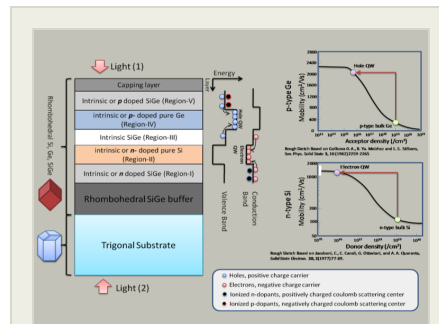 Light (1)
Capping layer
Intrinsic or p doped SiGe (Region-V)
intrinsic or p- doped pure Ge
(Region-IV)
Intrinsic SiGe (Region-III)
intrinsic or n- doped pure Si
(Region-II)
Intrinsic or n doped SiGe (Region-I)
Rhombohedral SiGe buffer
Trigonal Substrate
Light (2)
Rhombohedral Si, Ge, SiGe
Layer
Energy
Hole QW
Electron QW
Valence Band
Conduction Band
p-type Ge
Mobility (cm²/Vs)
Hole QW
p-type bulk Ge
Acceptor density [/cm³]
n-type Si
Mobility (cm²/Vs)
Electron QW
n-type bulk Si
Donor density [/cm³]
Holes, positive charge carrier
Electrons, negative charge carrier
Ionized n-dopants, positively charged coulomb scattering center
Ionized p-dopants, negatively charged coulomb scattering center